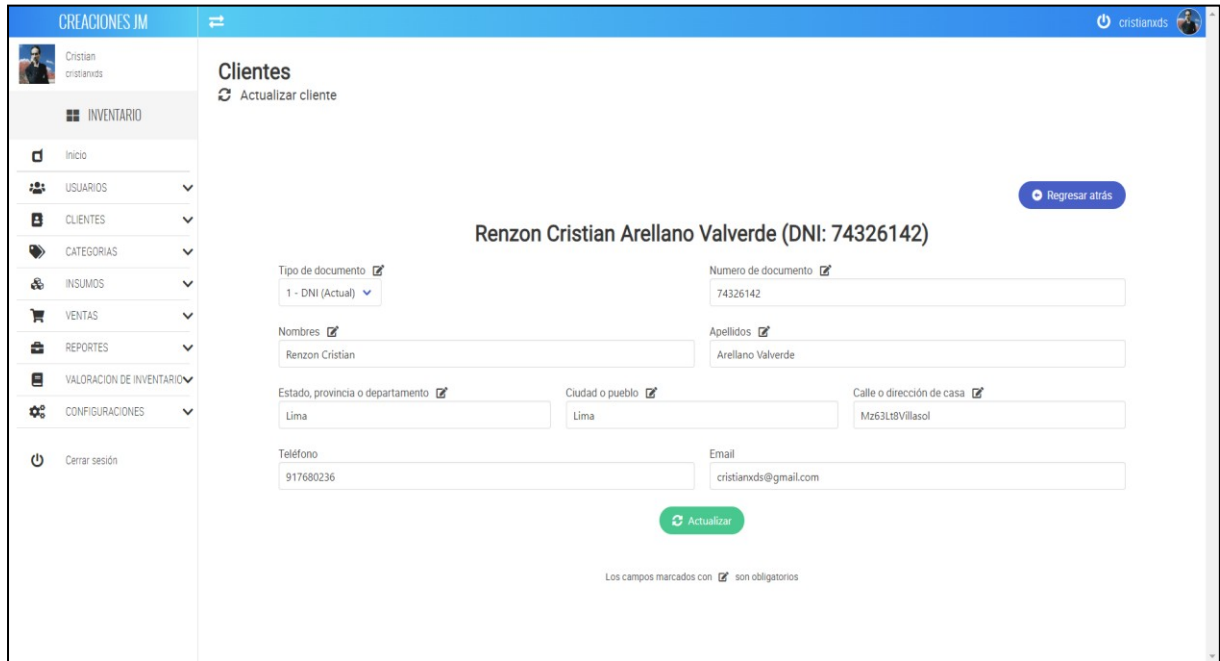 CREACIONES JM
cristianxds
Cristian
cristianxds
INVENTARIO
Inicio
USUARIOS
CLIENTES
CATEGORIAS
INSUMOS
VENTAS
REPORTES
VALORACION DE INVENTARIO
CONFIGURACIONES
Cerrar sesión
Clientes
Actualizar cliente
Regresar atrás
Renzon Cristian Arellano Valverde (DNI: 74326142)
Tipo de documento
1 - DNI (Actual)
Numero de documento
74326142
Nombres
Renzon Cristian
Apellidos
Arellano Valverde
Estado, provincia o departamento
Lima
Ciudad o pueblo
Lima
Calle o dirección de casa
Mz63Lt8Villasol
Teléfono
917680236
Email
cristianxds@gmail.com
Actualizar
Los campos marcados con son obligatorios